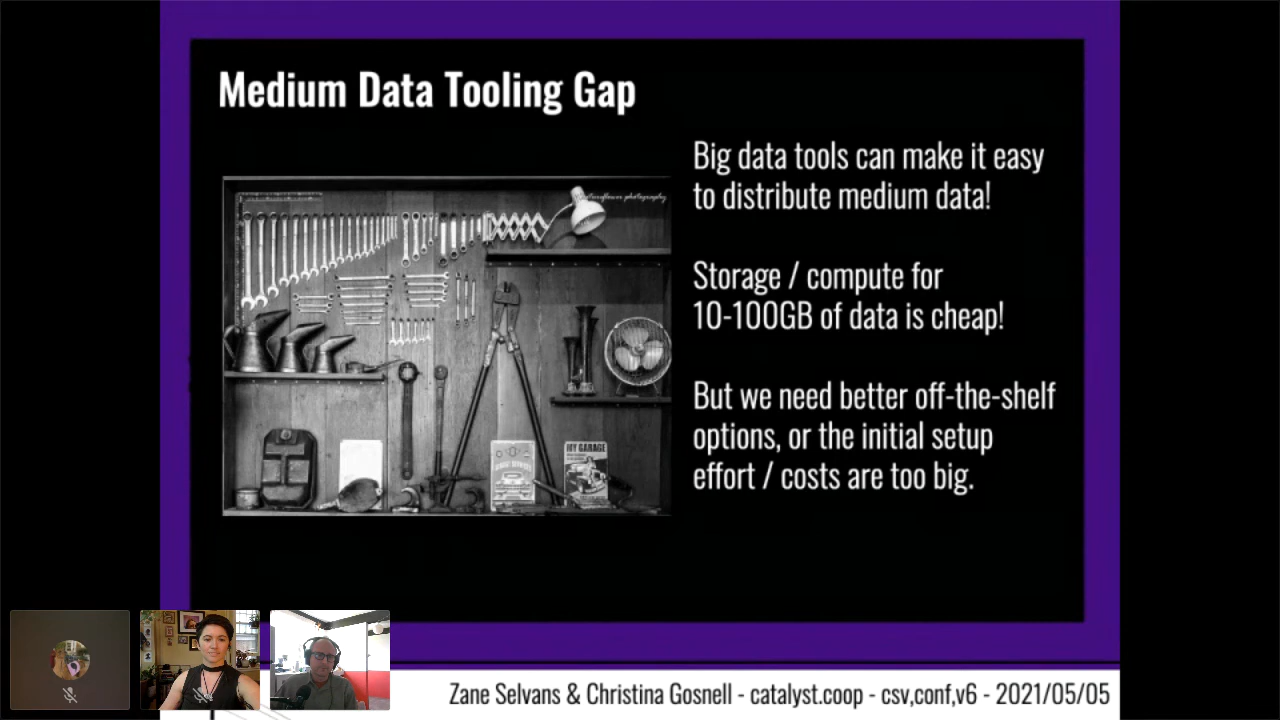 Medium Data Tooling Gap
Big data tools can make it easy
to distribute medium data!
Storage / compute for
10-100GB of data is cheap!
But we need better off-the-shelf
options, or the initial setup
effort / costs are too big.
MY GARAGE
Zane Selvans & Christina Gosnell - catalyst.coop - csv,conf,v6 - 2021/05/05